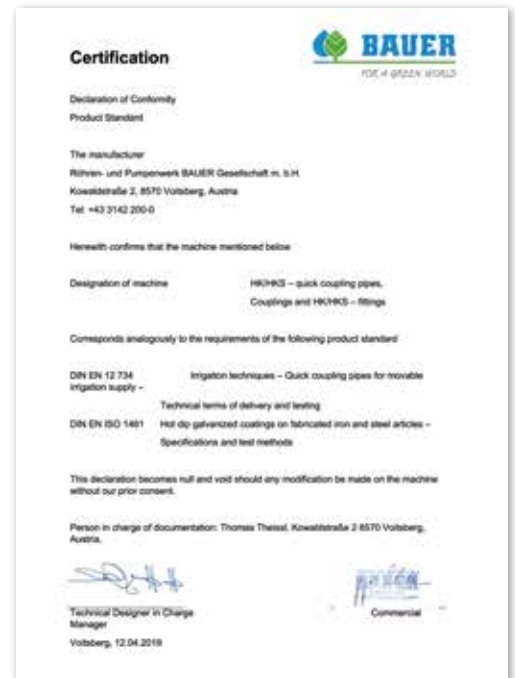 BAUER
FOR A GREEN WORLD
Certification
Declaration of Conformity
Product Standard
The manufacturer
Röhren- und Pumpenwerk BAUER Gesellschaft m. b.H.
Kowaldstraße 2, 8570 Voitsberg, Austria
Tel: +43 3142 200-0
Herewith confirms that the machine mentioned below
Designation of machine HK/HKS – quick coupling pipes,
Couplings and HK/HKS – fittings
Corresponds analogously to the requirements of the following product standard
DIN EN 12 734 Irrigation techniques – Quick coupling pipes for movable
irrigation supply –
Technical terms of delivery and testing
DIN EN ISO 1461 Hot dip galvanized coatings on fabricated iron and steel articles –
Specifications and test methods
This declaration becomes null and void should any modification be made on the machine
without our prior consent.
Person in charge of documentation: Thomas Theissl, Kowaldstraße 2 8570 Voitsberg,
Austria,
Technical Designer in Charge Commercial
Manager
Voitsberg, 12.04.2019